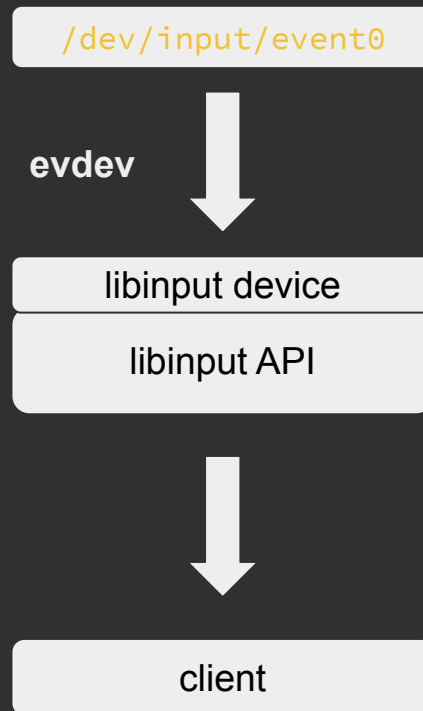 /dev/input/event0
evdev
libinput device
libinput API
client